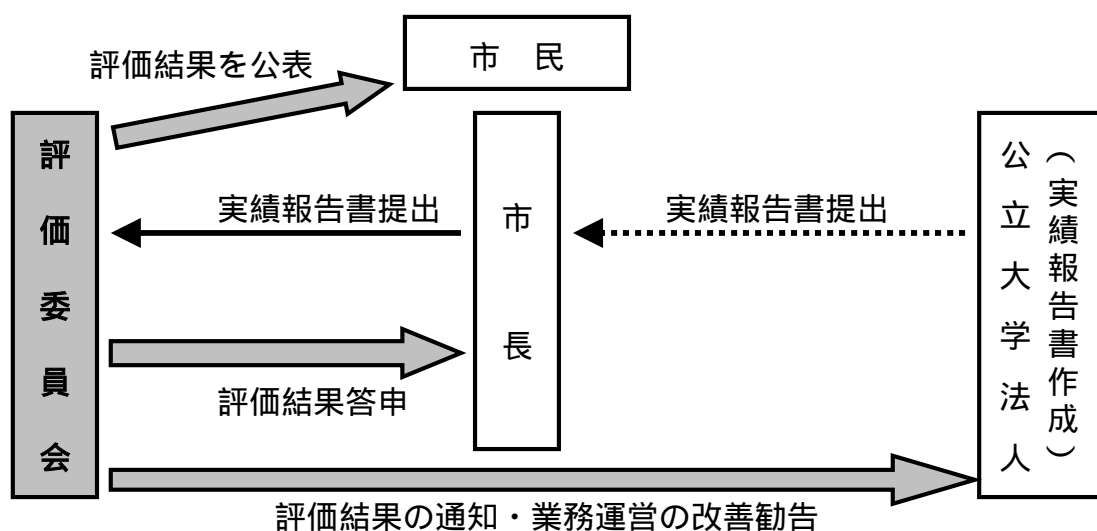 市　民
評価結果を公表
評価委員会
実績報告書提出
市長
実績報告書提出
公立大学法人
（実績報告書作成）
評価結果答申
評価結果の通知・業務運営の改善勧告